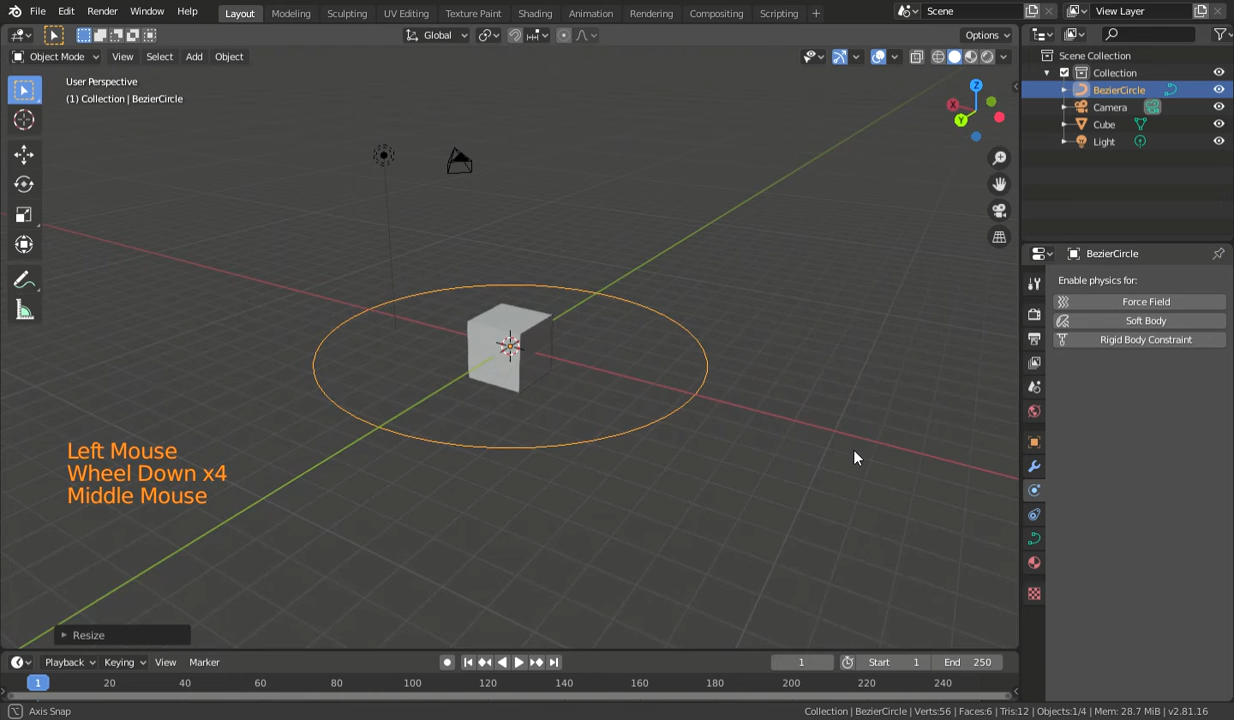 File Edit Render Window Help Layout Modeling Sculpting UV Editing Texture Paint Shading Animation Rendering Compositing Scripting + Scene View Layer
Global Options
Object Mode View Select Add Object
User Perspective
(1) Collection | BezierCircle
Z
X
Y
Scene Collection
Collection
BezierCircle
Camera
Cube
Light
BezierCircle
Enable physics for:
Force Field
Soft Body
Rigid Body Constraint
Left Mouse
Wheel Down x4
Middle Mouse
Resize
Playback Keying View Marker 1 Start 1 End 250
1 20 40 60 80 100 120 140 160 180 200 220 240
Axis Snap Collection | BezierCircle | Verts:56 | Faces:6 | Tris:12 | Objects:1/4 | Mem: 28.7 MiB | v2.81.16